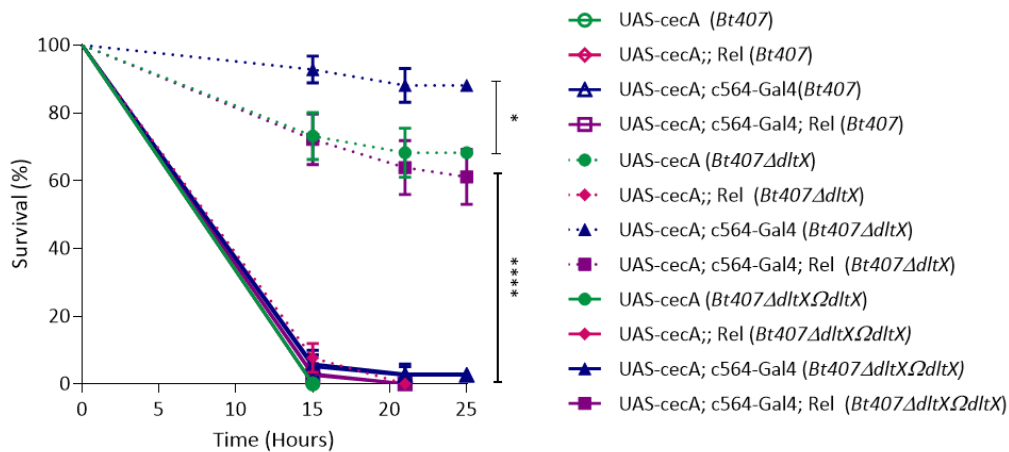 UAS-cecA (Bt407)
UAS-cecA;; Rel (Bt407)
UAS-cecA; c564-Gal4(Bt407)
UAS-cecA; c564-Gal4; Rel (Bt407)
UAS-cecA (Bt407ΔdltX)
UAS-cecA;; Rel (Bt407ΔdltX)
UAS-cecA; c564-Gal4 (Bt407ΔdltX)
UAS-cecA; c564-Gal4; Rel (Bt407ΔdltX)
UAS-cecA (Bt407ΔdltXΩdltX)
UAS-cecA;; Rel (Bt407ΔdltXΩdltX)
UAS-cecA; c564-Gal4 (Bt407ΔdltXΩdltX)
UAS-cecA; c564-Gal4; Rel (Bt407ΔdltXΩdltX)
Survival (%)
100
80
60
40
20
0
*
****
0 5 10 15 20 25
Time (Hours)